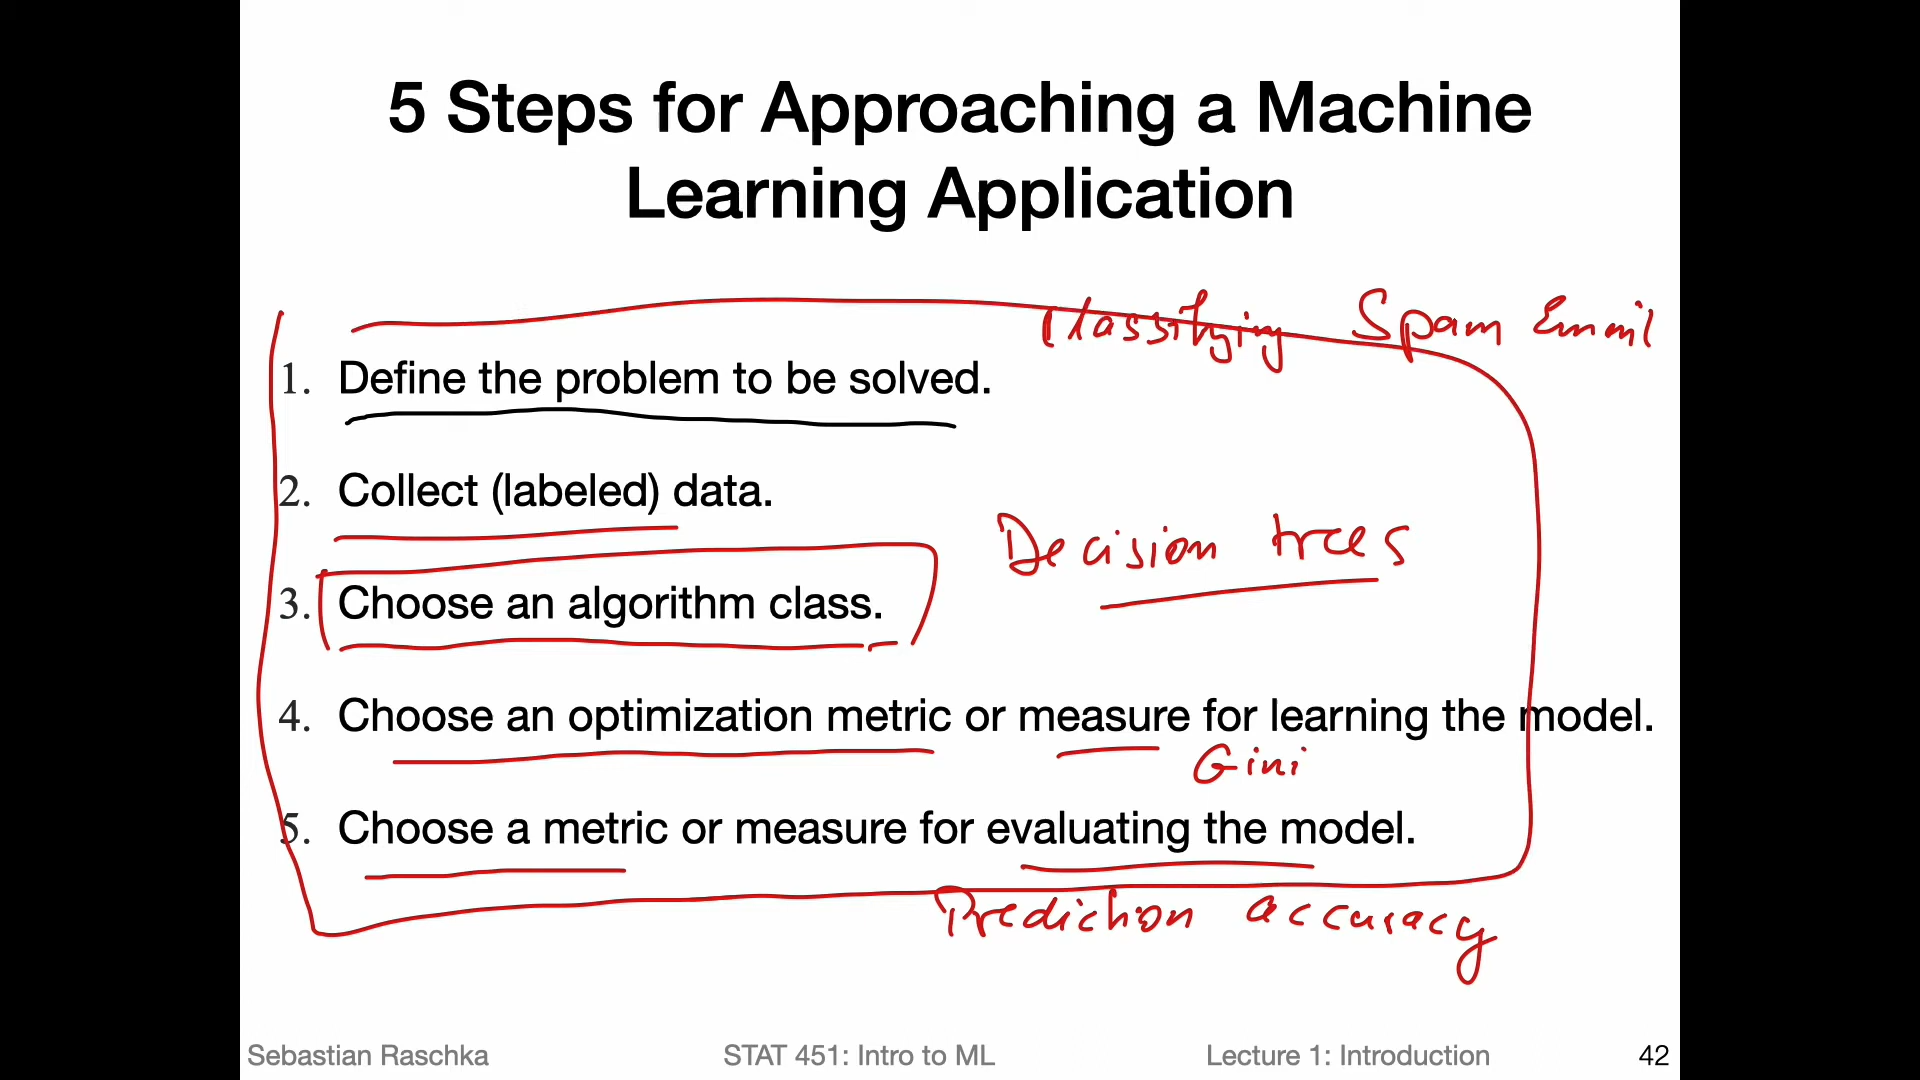 5 Steps for Approaching a Machine
Learning Application
Classifying Spam Email
1. Define the problem to be solved.
2. Collect (labeled) data.
Decision trees
3. Choose an algorithm class.
4. Choose an optimization metric or measure for learning the model.
Gini
5. Choose a metric or measure for evaluating the model.
Prediction accuracy
Sebastian Raschka STAT 451: Intro to ML Lecture 1: Introduction 42